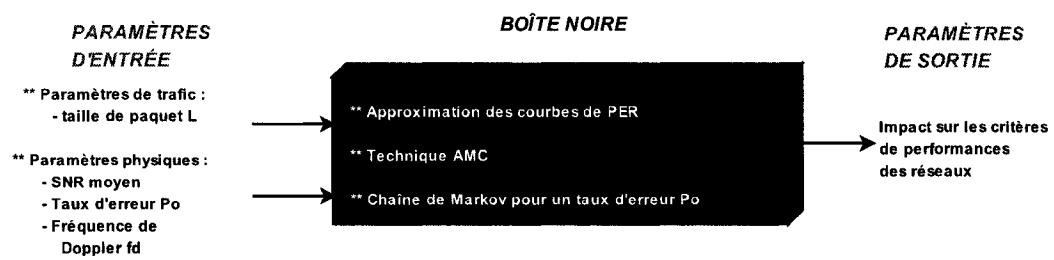 PARAMÈTRES
D'ENTRÉE
** Paramètres de trafic :
- taille de paquet L
** Paramètres physiques :
- SNR moyen
- Taux d'erreur Po
- Fréquence de
Doppler fd
BOÎTE NOIRE
** Approximation des courbes de PER
** Technique AMC
** Chaîne de Markov pour un taux d'erreur Po
PARAMÈTRES
DE SORTIE
Impact sur les critères
de performances
des réseaux